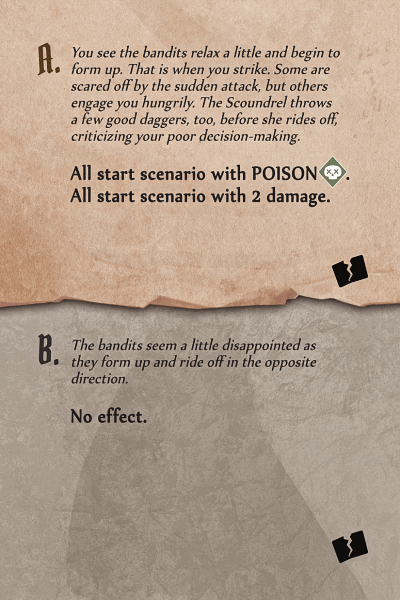 A. You see the bandits relax a little and begin to
form up. That is when you strike. Some are
scared off by the sudden attack, but others
engage you hungrily. The Scoundrel throws
a few good daggers, too, before she rides off,
criticizing your poor decision-making.
All start scenario with POISON.
All start scenario with 2 damage.
B. The bandits seem a little disappointed as
they form up and ride off in the opposite
direction.
No effect.